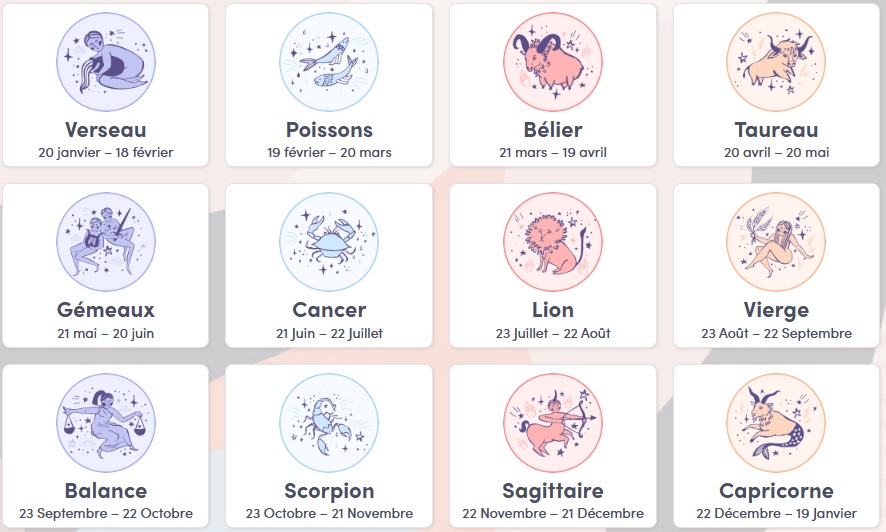 Verseau
20 janvier – 18 février
Poissons
19 février – 20 mars
Bélier
21 mars – 19 avril
Taureau
20 avril – 20 mai
Gémeaux
21 mai – 20 juin
Cancer
21 Juin – 22 Juillet
Lion
23 Juillet – 22 Août
Vierge
23 Août – 22 Septembre
Balance
23 Septembre – 22 Octobre
Scorpion
23 Octobre – 21 Novembre
Sagittaire
22 Novembre – 21 Décembre
Capricorne
22 Décembre – 19 Janvier